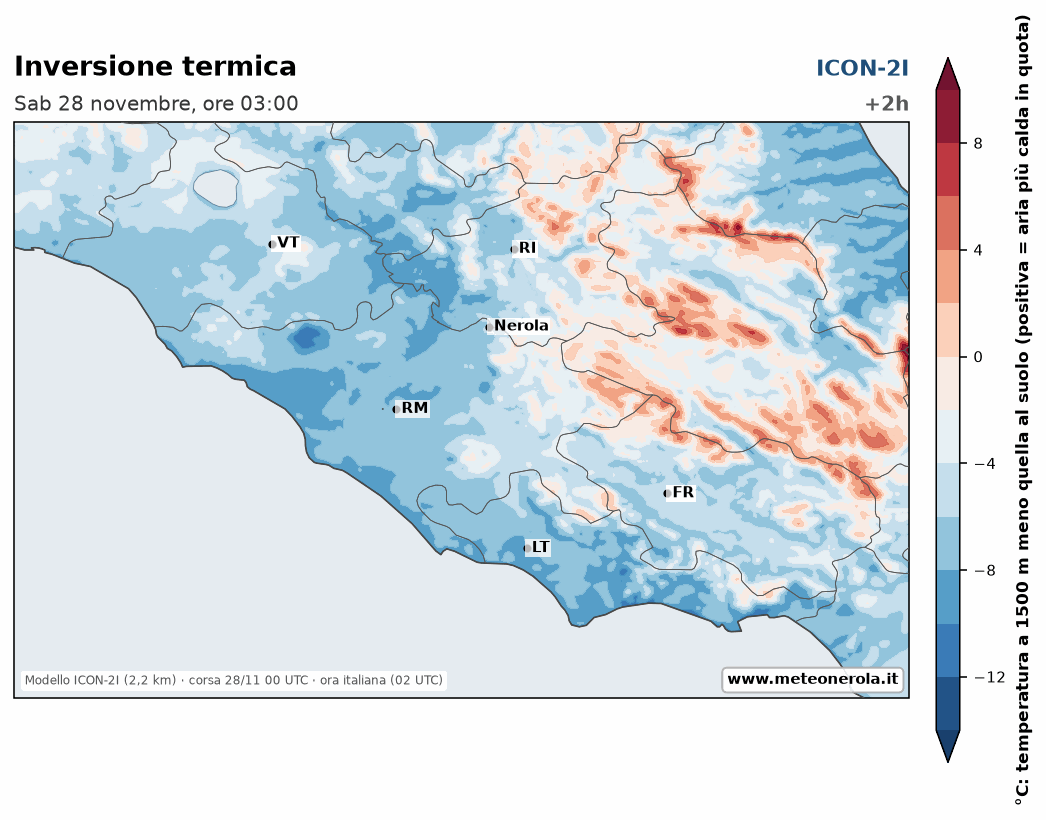 Inversione termica
ICON-2I
Sab 28 novembre, ore 03:00
+2h
VT
RI
Nerola
RM
FR
LT
Modello ICON-2I (2,2 km) · corsa 28/11 00 UTC · ora italiana (02 UTC)
www.meteonerola.it
8
4
0
−4
−8
−12
°C: temperatura a 1500 m meno quella al suolo (positiva = aria più calda in quota)